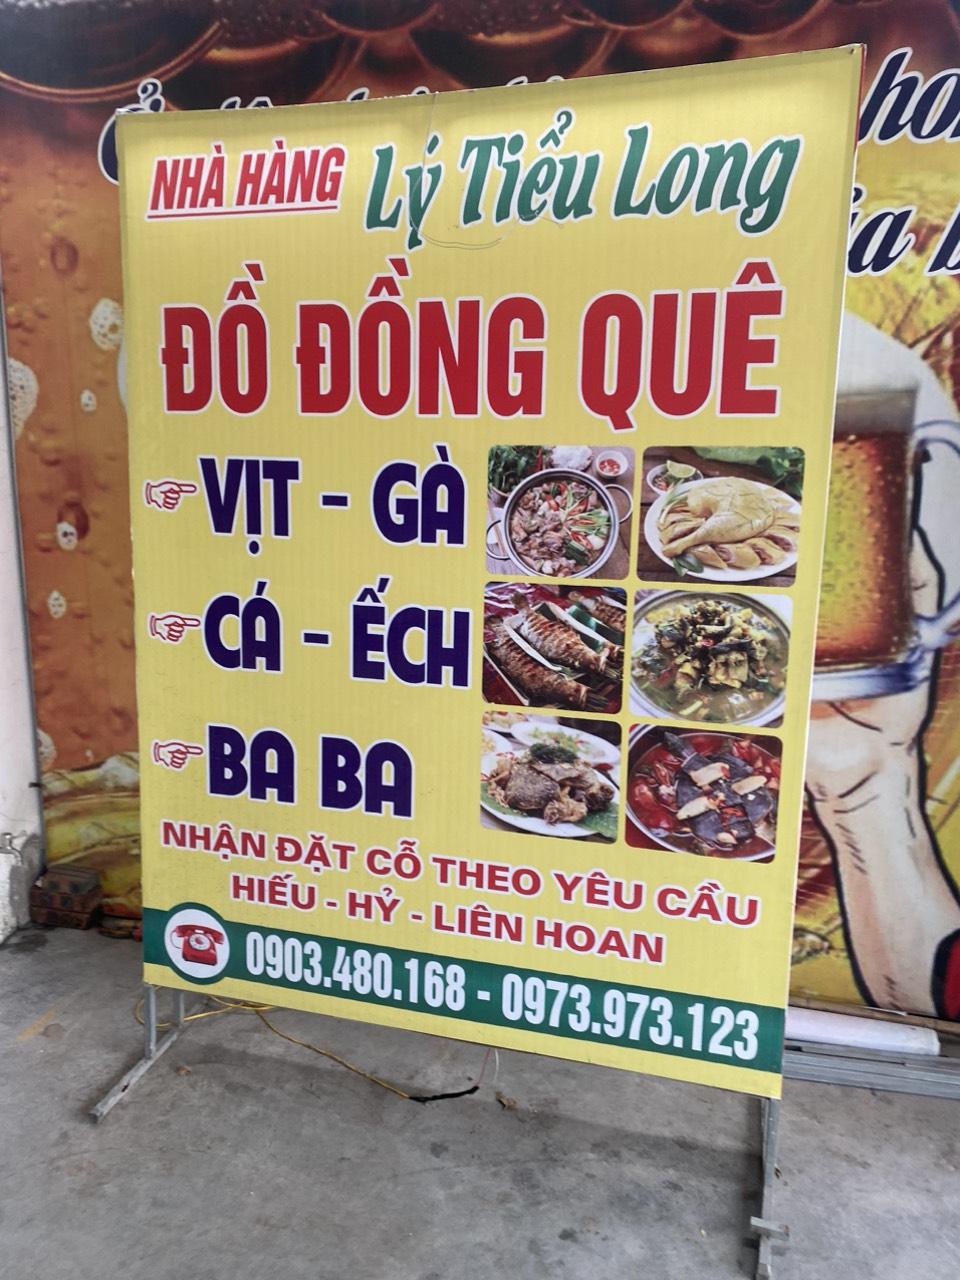 NHÀ HÀNG Lý Tiểu Long
ĐỒ ĐỒNG QUÊ
VỊT - GÀ
CÁ - ẾCH
BA BA
NHẬN ĐẶT CỖ THEO YÊU CẦU
HIẾU - HỶ - LIÊN HOAN
0903.480.168 - 0973.973.123